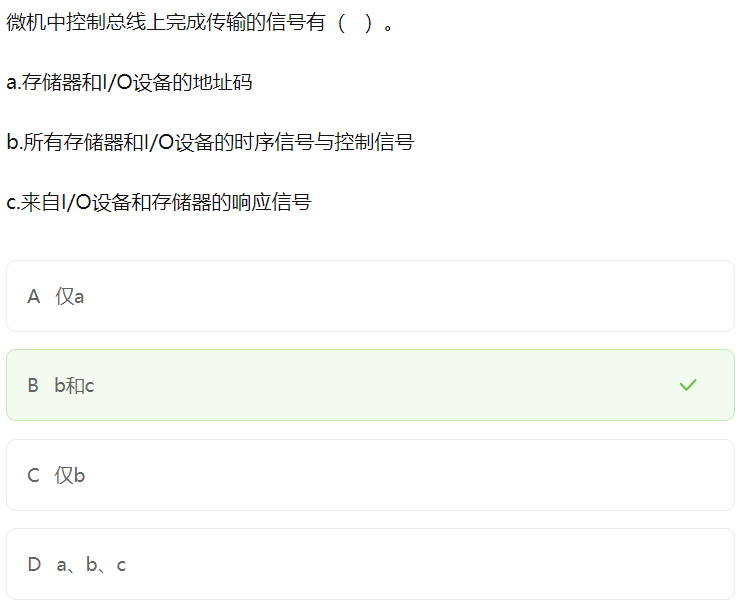 微机中控制总线上完成传输的信号有（ ）。
a.存储器和I/O设备的地址码
b.所有存储器和I/O设备的时序信号与控制信号
c.来自I/O设备和存储器的响应信号
A 仅a
B b和c
C 仅b
D a、b、c